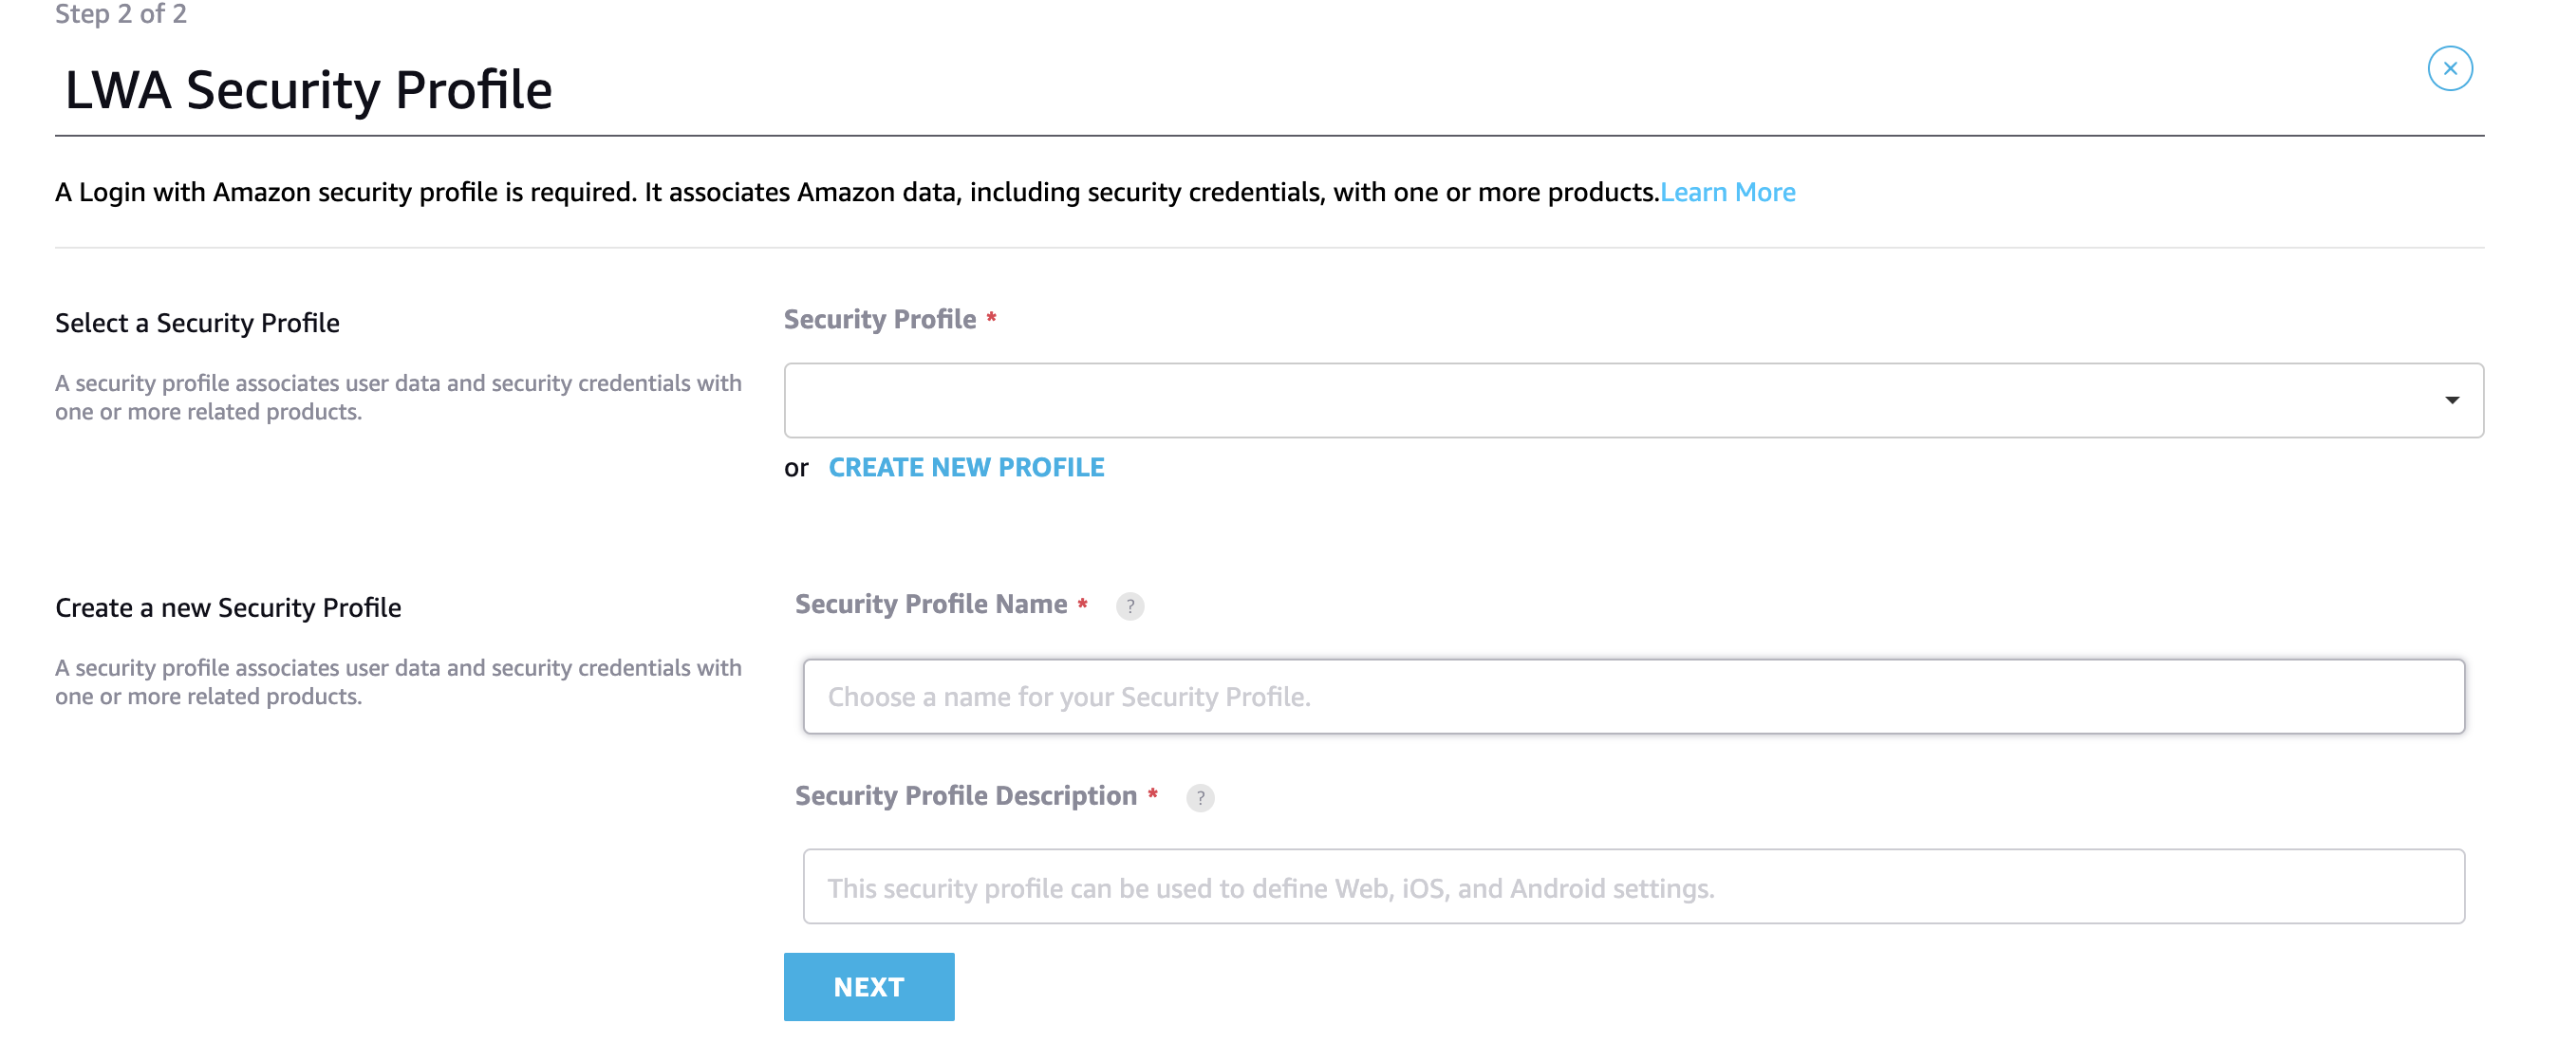 Step 2 of 2
LWA Security Profile
A Login with Amazon security profile is required. It associates Amazon data, including security credentials, with one or more products.Learn More
Select a Security Profile
A security profile associates user data and security credentials with
one or more related products.
Security Profile *
or CREATE NEW PROFILE
Create a new Security Profile
A security profile associates user data and security credentials with
one or more related products.
Security Profile Name * ?
Choose a name for your Security Profile.
Security Profile Description * ?
This security profile can be used to define Web, iOS, and Android settings.
NEXT